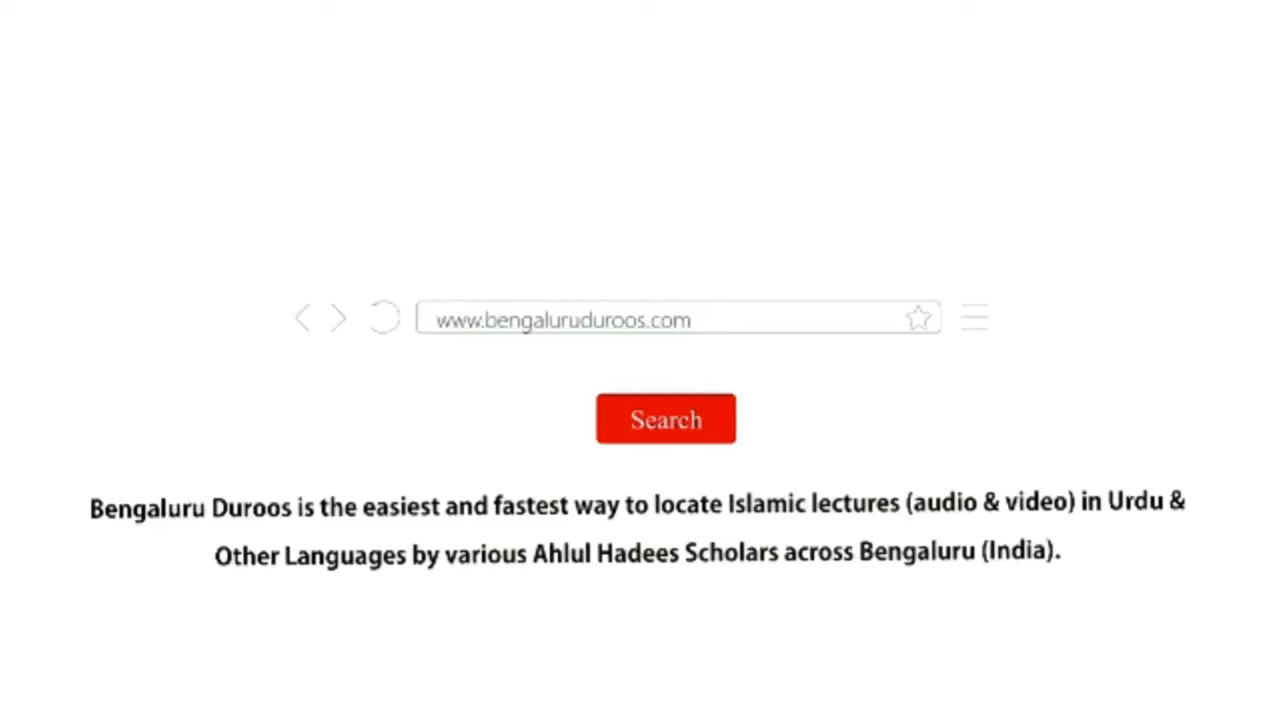 www.bengaluruduroos.com
Search
Bengaluru Duroos is the easiest and fastest way to locate Islamic lectures (audio & video) in Urdu &
Other Languages by various Ahlul Hadees Scholars across Bengaluru (India).